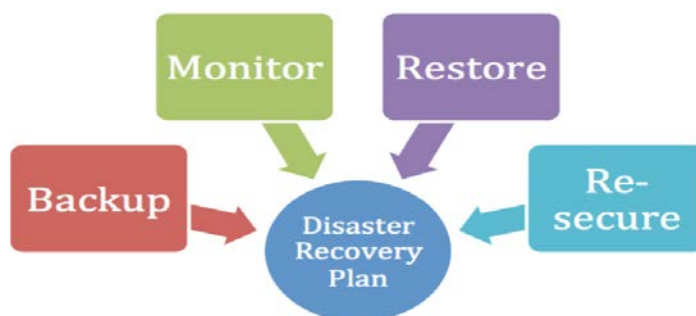 Monitor
Restore
Backup
Re-
secure
Disaster
Recovery
Plan